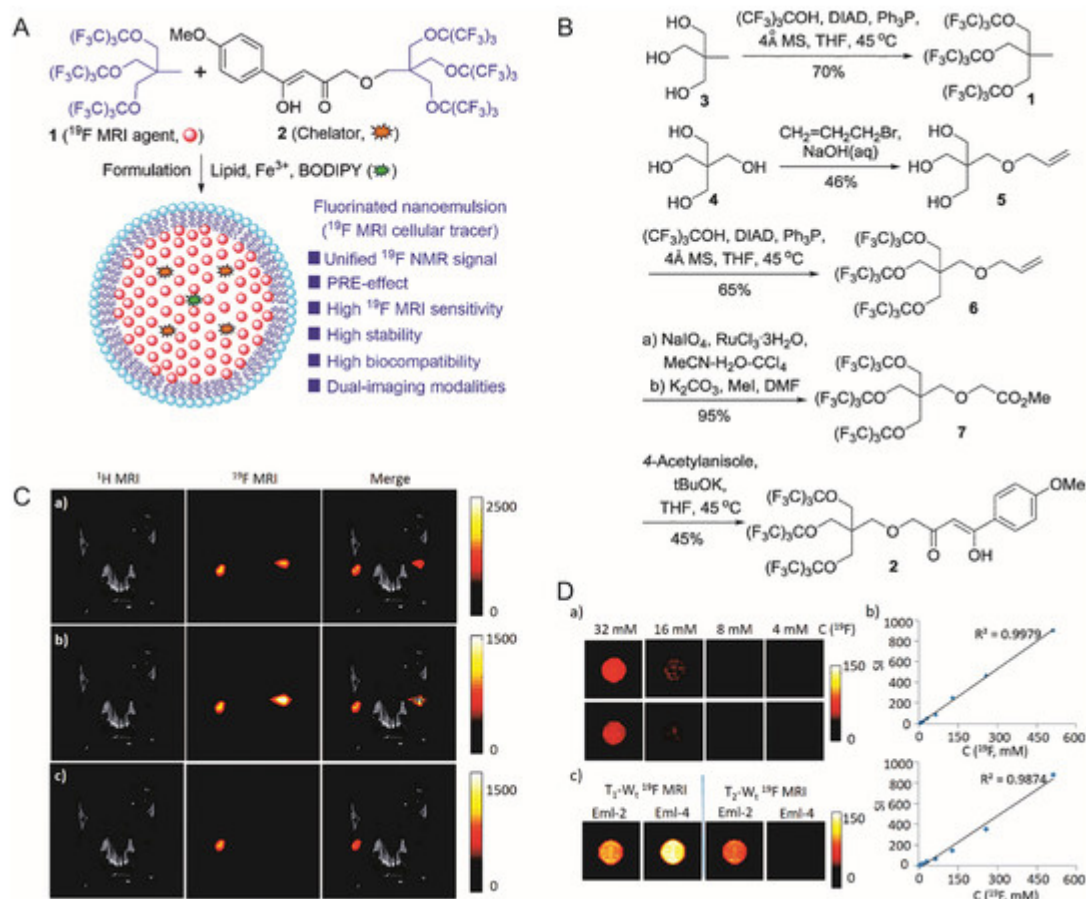 A
(F₃C)₃CO
(F₃C)₃CO
(F₃C)₃CO
+
MeO
OH
O
O
OC(CF₃)₃
OC(CF₃)₃
OC(CF₃)₃
1 (¹⁹F MRI agent, )
2 (Chelator, )
Formulation
Lipid, Fe³⁺, BODIPY ( )
Fluorinated nanoemulsion
(¹⁹F MRI cellular tracer)
Unified ¹⁹F NMR signal
PRE-effect
High ¹⁹F MRI sensitivity
High stability
High biocompatibility
Dual-imaging modalities
B
HO
HO
HO
3
(CF₃)₃COH, DIAD, Ph₃P,
4Å MS, THF, 45 °C
70%
(F₃C)₃CO
(F₃C)₃CO
(F₃C)₃CO
1
HO
HO
OH
HO
4
CH₂=CH₂CH₂Br,
NaOH(aq)
46%
HO
HO
O
HO
5
(CF₃)₃COH, DIAD, Ph₃P,
4Å MS, THF, 45 °C
65%
(F₃C)₃CO
(F₃C)₃CO
O
(F₃C)₃CO
6
a) NaIO₄, RuCl₃·3H₂O,
MeCN-H₂O-CCl₄
b) K₂CO₃, MeI, DMF
95%
(F₃C)₃CO
(F₃C)₃CO
O
CO₂Me
(F₃C)₃CO
7
4-Acetylanisole,
tBuOK,
THF, 45 °C
45%
(F₃C)₃CO
(F₃C)₃CO
(F₃C)₃CO
O
O
OH
OMe
2
C
¹H MRI
¹⁹F MRI
Merge
a)
2500
0
b)
1500
0
c)
1500
0
D
a)
32 mM
16 mM
8 mM
4 mM
C (¹⁹F)
150
0
b)
SI
1000
800
600
400
200
0
R² = 0.9979
0
150
300
450
600
C (¹⁹F, mM)
c)
T₁-Wₜ ¹⁹F MRI
T₂-Wₜ ¹⁹F MRI
Eml-2
Eml-4
Eml-2
Eml-4
150
0
SI
1000
800
600
400
200
0
R² = 0.9874
0
150
300
450
600
C (¹⁹F, mM)